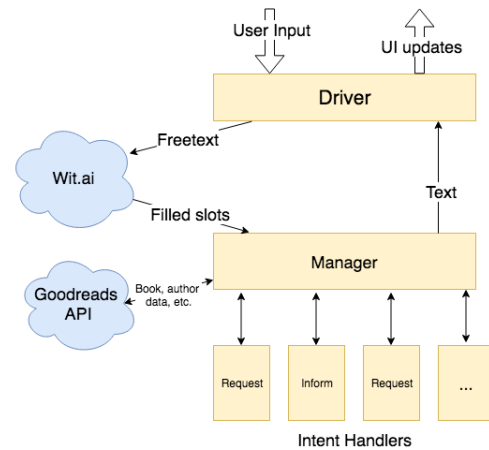 User Input
UI updates
Driver
Freetext
Wit.ai
Text
Filled slots
Manager
Goodreads
API
Book, author
data, etc.
Request
Inform
Request
...
Intent Handlers